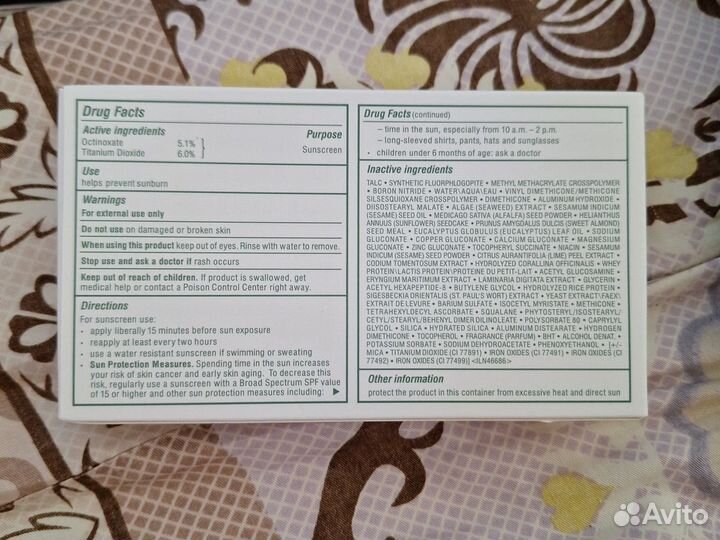 Drug Facts
Active ingredients Purpose
Octinoxate 5.1%
Titanium Dioxide 6.0% } Sunscreen
Use
helps prevent sunburn
Warnings
For external use only
Do not use on damaged or broken skin
When using this product keep out of eyes. Rinse with water to remove.
Stop use and ask a doctor if rash occurs
Keep out of reach of children. If product is swallowed, get
medical help or contact a Poison Control Center right away.
Directions
For sunscreen use:
• apply liberally 15 minutes before sun exposure
• reapply at least every two hours
• use a water resistant sunscreen if swimming or sweating
• Sun Protection Measures. Spending time in the sun increases
your risk of skin cancer and early skin aging. To decrease this
risk, regularly use a sunscreen with a Broad Spectrum SPF value
of 15 or higher and other sun protection measures including: ▶
Drug Facts (continued)
– time in the sun, especially from 10 a.m. – 2 p.m.
– long-sleeved shirts, pants, hats and sunglasses
• children under 6 months of age: ask a doctor
Inactive ingredients
TALC • SYNTHETIC FLUORPHLOGOPITE • METHYL METHACRYLATE CROSSPOLYMER
• BORON NITRIDE • WATER\AQUA\EAU • VINYL DIMETHICONE/METHICONE
SILSESQUIOXANE CROSSPOLYMER • DIMETHICONE • ALUMINUM HYDROXIDE •
DIISOSTEARYL MALATE • ALGAE (SEAWEED) EXTRACT • SESAMUM INDICUM
(SESAME) SEED OIL • MEDICAGO SATIVA (ALFALFA) SEED POWDER • HELIANTHUS
ANNUUS (SUNFLOWER) SEEDCAKE • PRUNUS AMYGDALUS DULCIS (SWEET ALMOND)
SEED MEAL • EUCALYPTUS GLOBULUS (EUCALYPTUS) LEAF OIL • SODIUM
GLUCONATE • COPPER GLUCONATE • CALCIUM GLUCONATE • MAGNESIUM
GLUCONATE • ZINC GLUCONATE • TOCOPHERYL SUCCINATE • NIACIN • SESAMUM
INDICUM (SESAME) SEED POWDER • CITRUS AURANTIFOLIA (LIME) PEEL EXTRACT •
CODIUM TOMENTOSUM EXTRACT • HYDROLYZED CORALLINA OFFICINALIS • WHEY
PROTEIN\LACTIS PROTEIN\PROTÉINE DU PETIT-LAIT • ACETYL GLUCOSAMINE •
ERYNGIUM MARITIMUM EXTRACT • LAMINARIA DIGITATA EXTRACT • GLYCERIN •
ACETYL HEXAPEPTIDE-8 • BUTYLENE GLYCOL • HYDROLYZED RICE PROTEIN •
SIGESBECKIA ORIENTALIS (ST. PAUL'S WORT) EXTRACT • YEAST EXTRACT\FAEX\
EXTRAIT DE LEVURE • BARIUM SULFATE • ISOCETYL MYRISTATE • METHICONE •
TETRAHEXYLDECYL ASCORBATE • SQUALANE • PHYTOSTERYL/ISOSTEARYL/
CETYL/STEARYL/BEHENYL DIMER DILINOLEATE • POLYSORBATE 80 • CAPRYLYL
GLYCOL • SILICA • HYDRATED SILICA • ALUMINUM DISTEARATE • HYDROGEN
DIMETHICONE • TOCOPHEROL • FRAGRANCE (PARFUM) • BHT • ALCOHOL DENAT. •
POTASSIUM SORBATE • SODIUM DEHYDROACETATE • PHENOXYETHANOL • [+/-
MICA • TITANIUM DIOXIDE (CI 77891) • IRON OXIDES (CI 77491) • IRON OXIDES (CI
77492) • IRON OXIDES (CI 77499)] <ILN46686>
Other information
protect the product in this container from excessive heat and direct sun
Avito